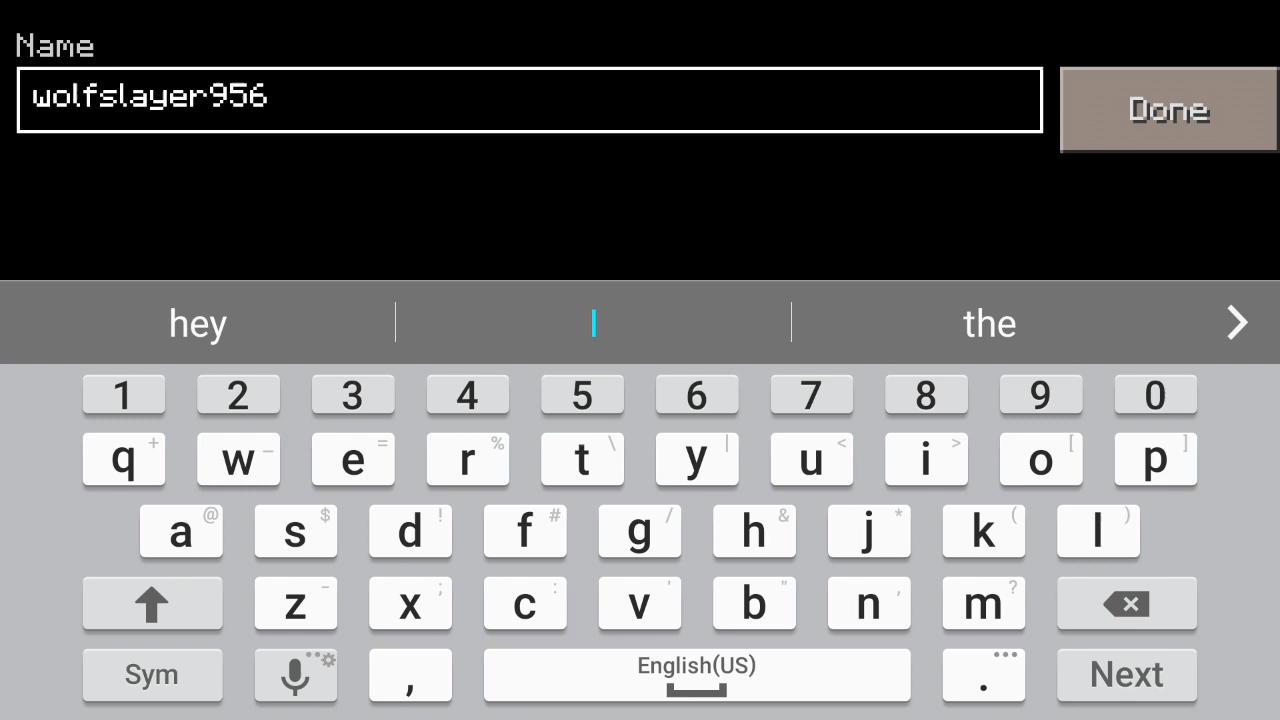 Name
wolfslayer956
Done
hey I the
1 2 3 4 5 6 7 8 9 0
q + w _ e = r % t \ y | u < i > o [ p ]
a @ s $ d ! f # g / h & j * k ( l )
z - x ; c : v ' b " n , m ?
Sym , English(US) . Next